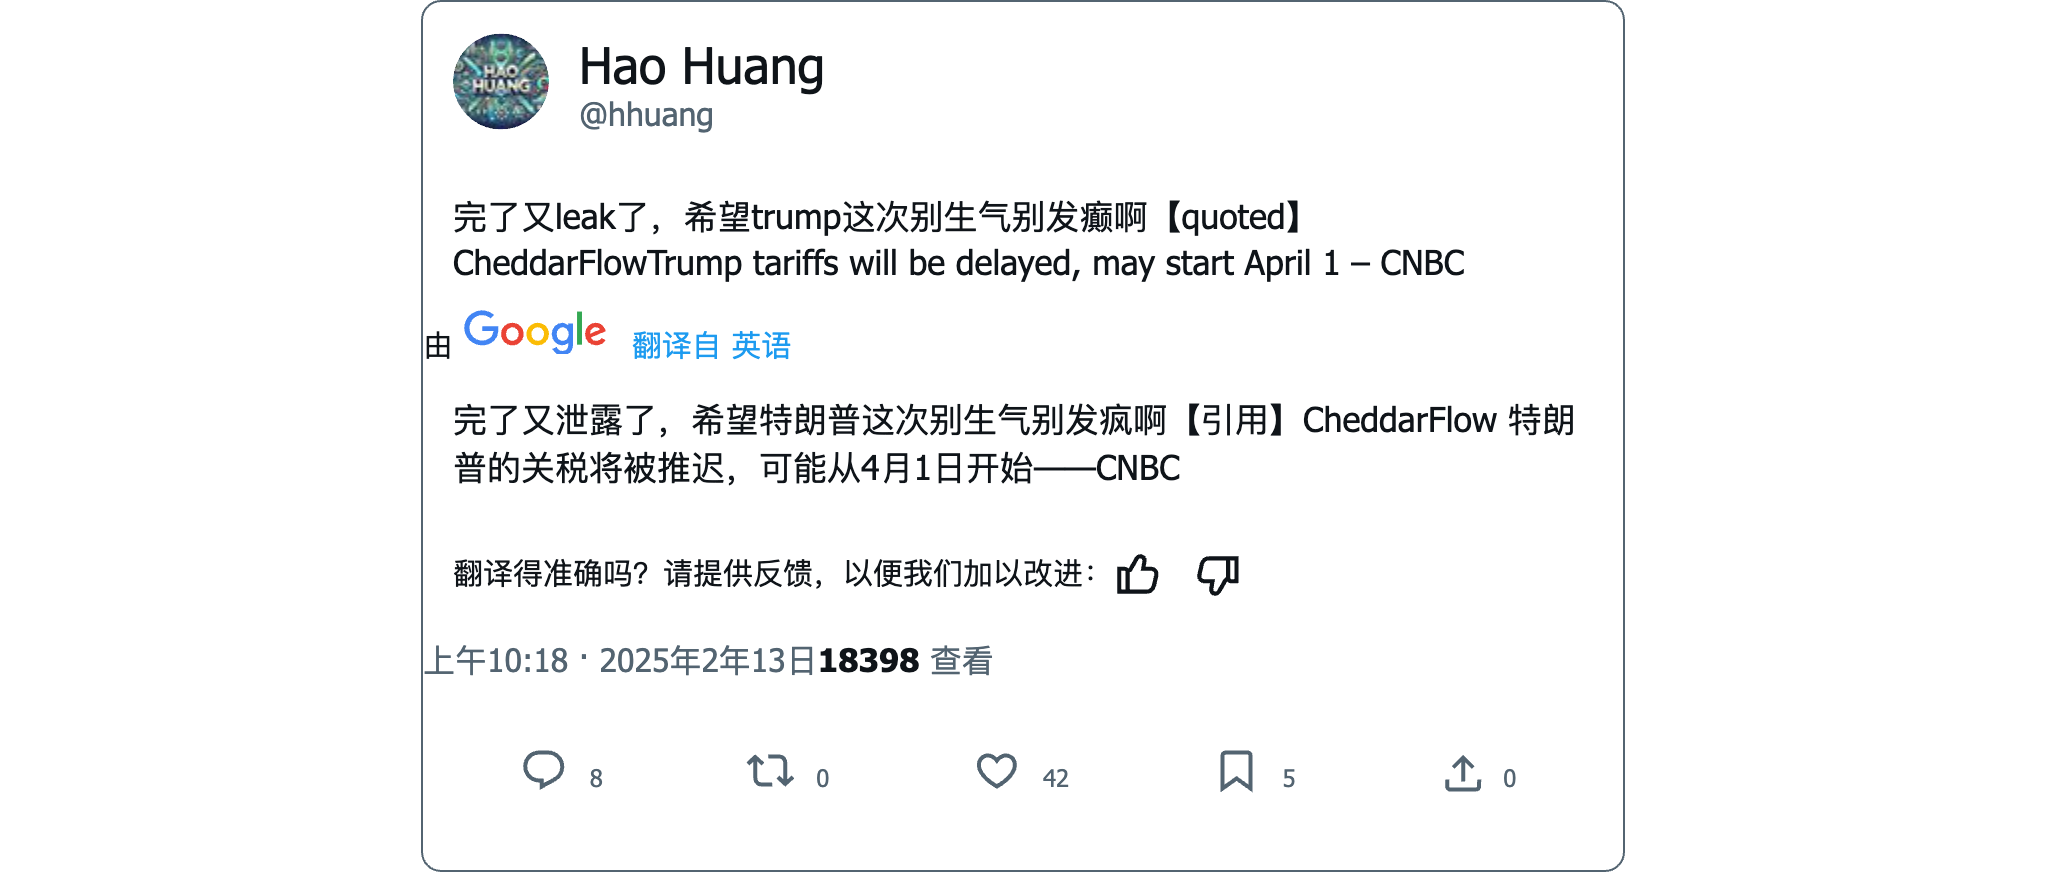 HAO
HUANG
Hao Huang
@hhuang
完了又leak了，希望trump这次别生气别发癫啊【quoted】
CheddarFlowTrump tariffs will be delayed, may start April 1 – CNBC
由 Google 翻译自 英语
完了又泄露了，希望特朗普这次别生气别发疯啊【引用】CheddarFlow 特朗
普的关税将被推迟，可能从4月1日开始——CNBC
翻译得准确吗？请提供反馈，以便我们加以改进：
上午10:18 · 2025年2年13日18398 查看
8 0 42 5 0